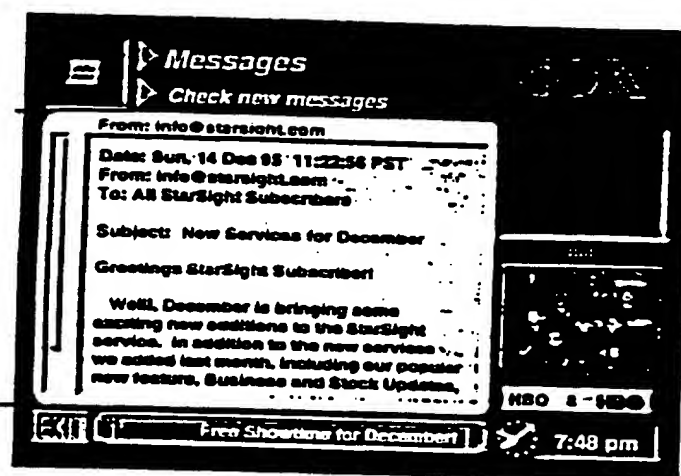 Messages
Check new messages
From: info@starsight.com
Date: Sun, 14 Dec 95 11:22:56 PST
From: info@starsight.com
To: All StarSight Subscribers
Subject: New Services for December
Greetings StarSight Subscriber!
Well, December is bringing some
exciting new additions to the StarSight
service. In addition to the new services
we added last month, including our popular
new feature, Business and Stock Updates,
HBO 8 HBO
Free Showtime for December!
7:48 pm